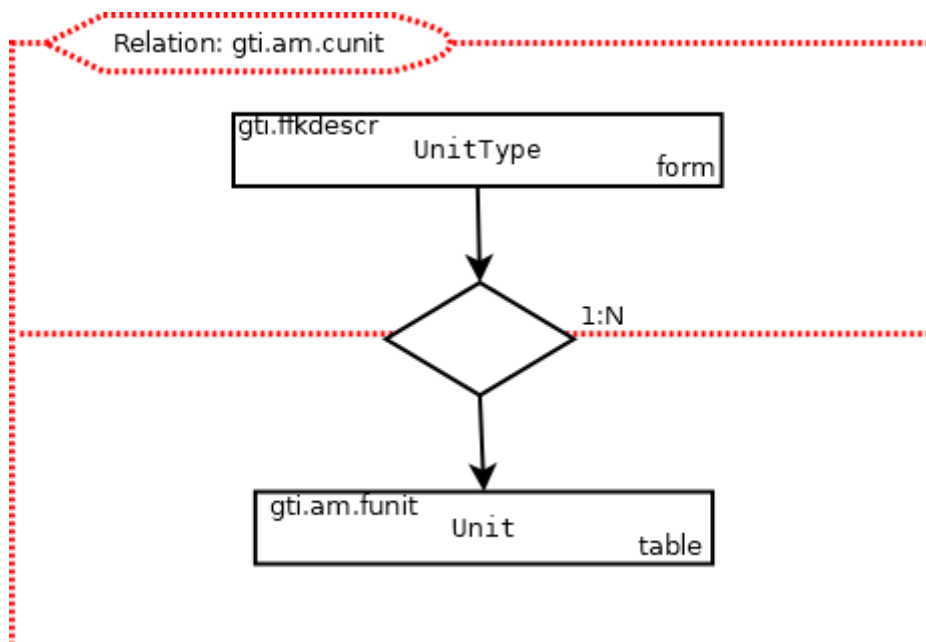 Relation: gti.am.cunit
gti.ffkdescr
UnitType
form
1:N
gti.am.funit
Unit
table